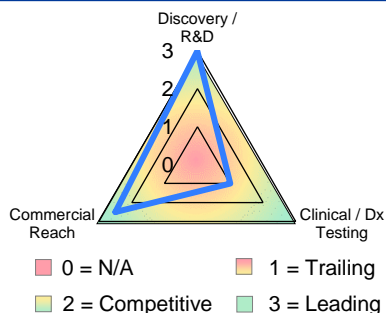 Discovery /
R&D
3
2
1
0
Commercial
Reach
Clinical / Dx
Testing
0 = N/A
1 = Trailing
2 = Competitive
3 = Leading